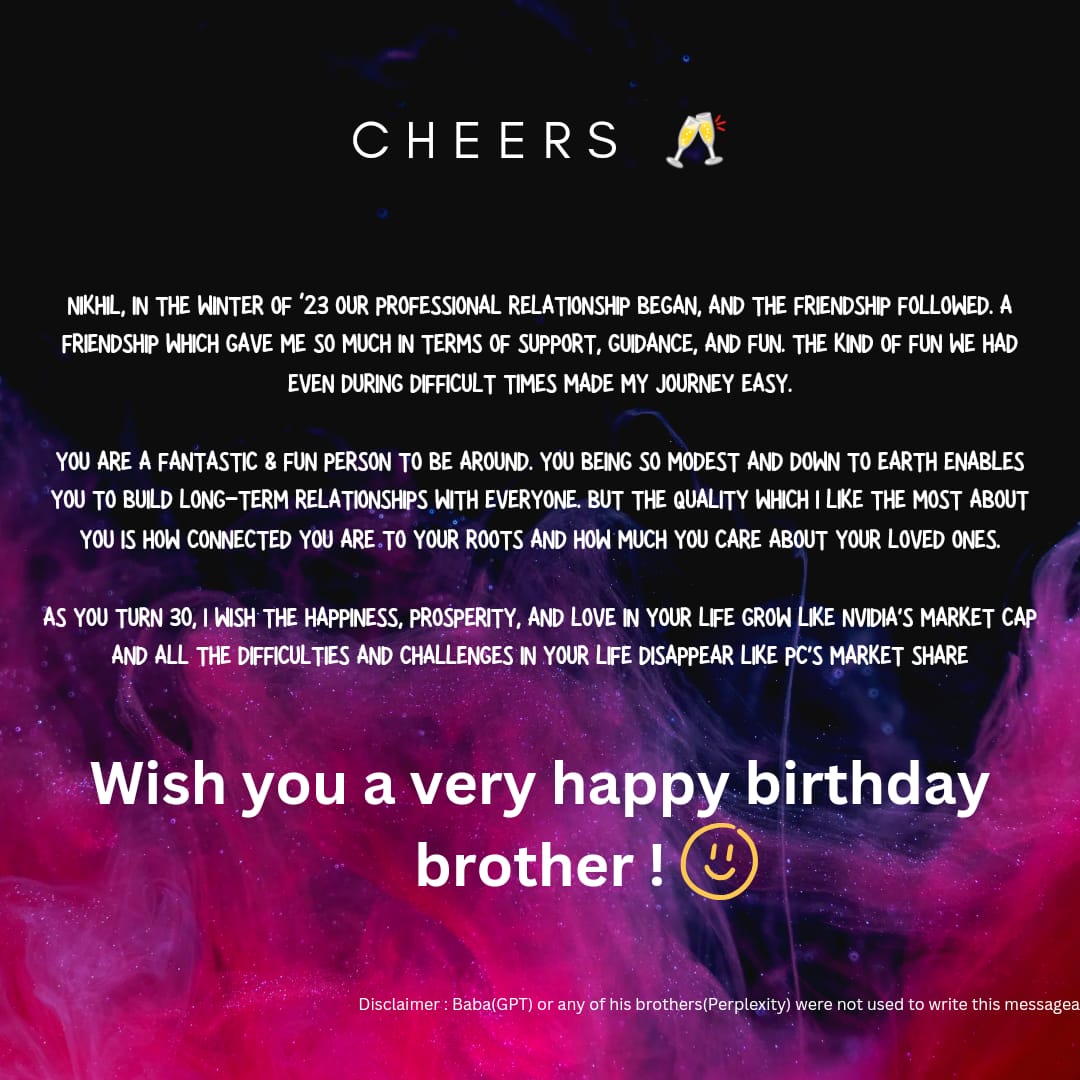 CHEERS 🥂
NIKHIL, IN THE WINTER OF '23 OUR PROFESSIONAL RELATIONSHIP BEGAN, AND THE FRIENDSHIP FOLLOWED. A
FRIENDSHIP WHICH GAVE ME SO MUCH IN TERMS OF SUPPORT, GUIDANCE, AND FUN. THE KIND OF FUN WE HAD
EVEN DURING DIFFICULT TIMES MADE MY JOURNEY EASY.
YOU ARE A FANTASTIC & FUN PERSON TO BE AROUND. YOU BEING SO MODEST AND DOWN TO EARTH ENABLES
YOU TO BUILD LONG-TERM RELATIONSHIPS WITH EVERYONE. BUT THE QUALITY WHICH I LIKE THE MOST ABOUT
YOU IS HOW CONNECTED YOU ARE TO YOUR ROOTS AND HOW MUCH YOU CARE ABOUT YOUR LOVED ONES.
AS YOU TURN 30, I WISH THE HAPPINESS, PROSPERITY, AND LOVE IN YOUR LIFE GROW LIKE NVIDIA'S MARKET CAP
AND ALL THE DIFFICULTIES AND CHALLENGES IN YOUR LIFE DISAPPEAR LIKE PC'S MARKET SHARE
Wish you a very happy birthday
brother !
Disclaimer : Baba(GPT) or any of his brothers(Perplexity) were not used to write this messagea